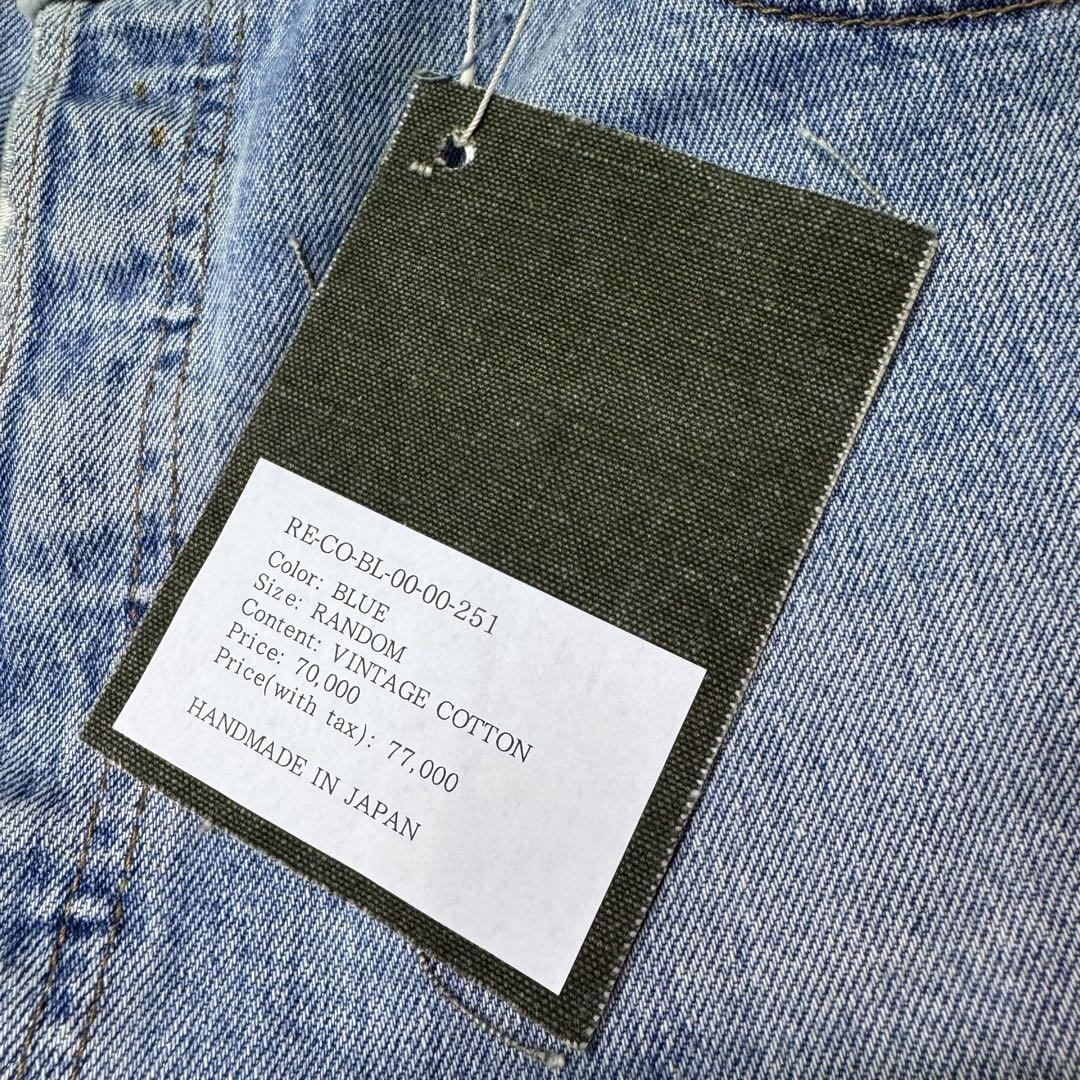 RE-CO-BL-00-00-251
Color: BLUE
Size: RANDOM
Content: VINTAGE COTTON
Price: 70,000
Price(with tax): 77,000
HANDMADE IN JAPAN